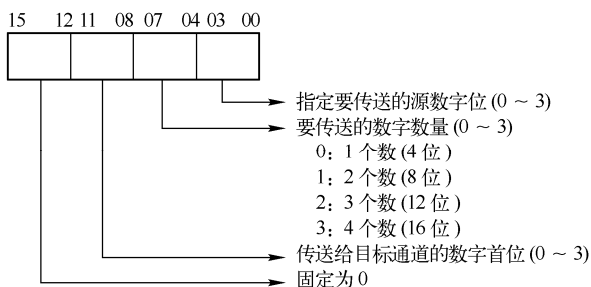 15 12 11 08 07 04 03 00
指定要传送的源数字位(0 ~ 3)
要传送的数字数量(0 ~ 3)
0: 1 个数(4 位)
1: 2 个数(8 位)
2: 3 个数(12 位)
3: 4 个数(16 位)
传送给目标通道的数字首位(0 ~ 3)
固定为0